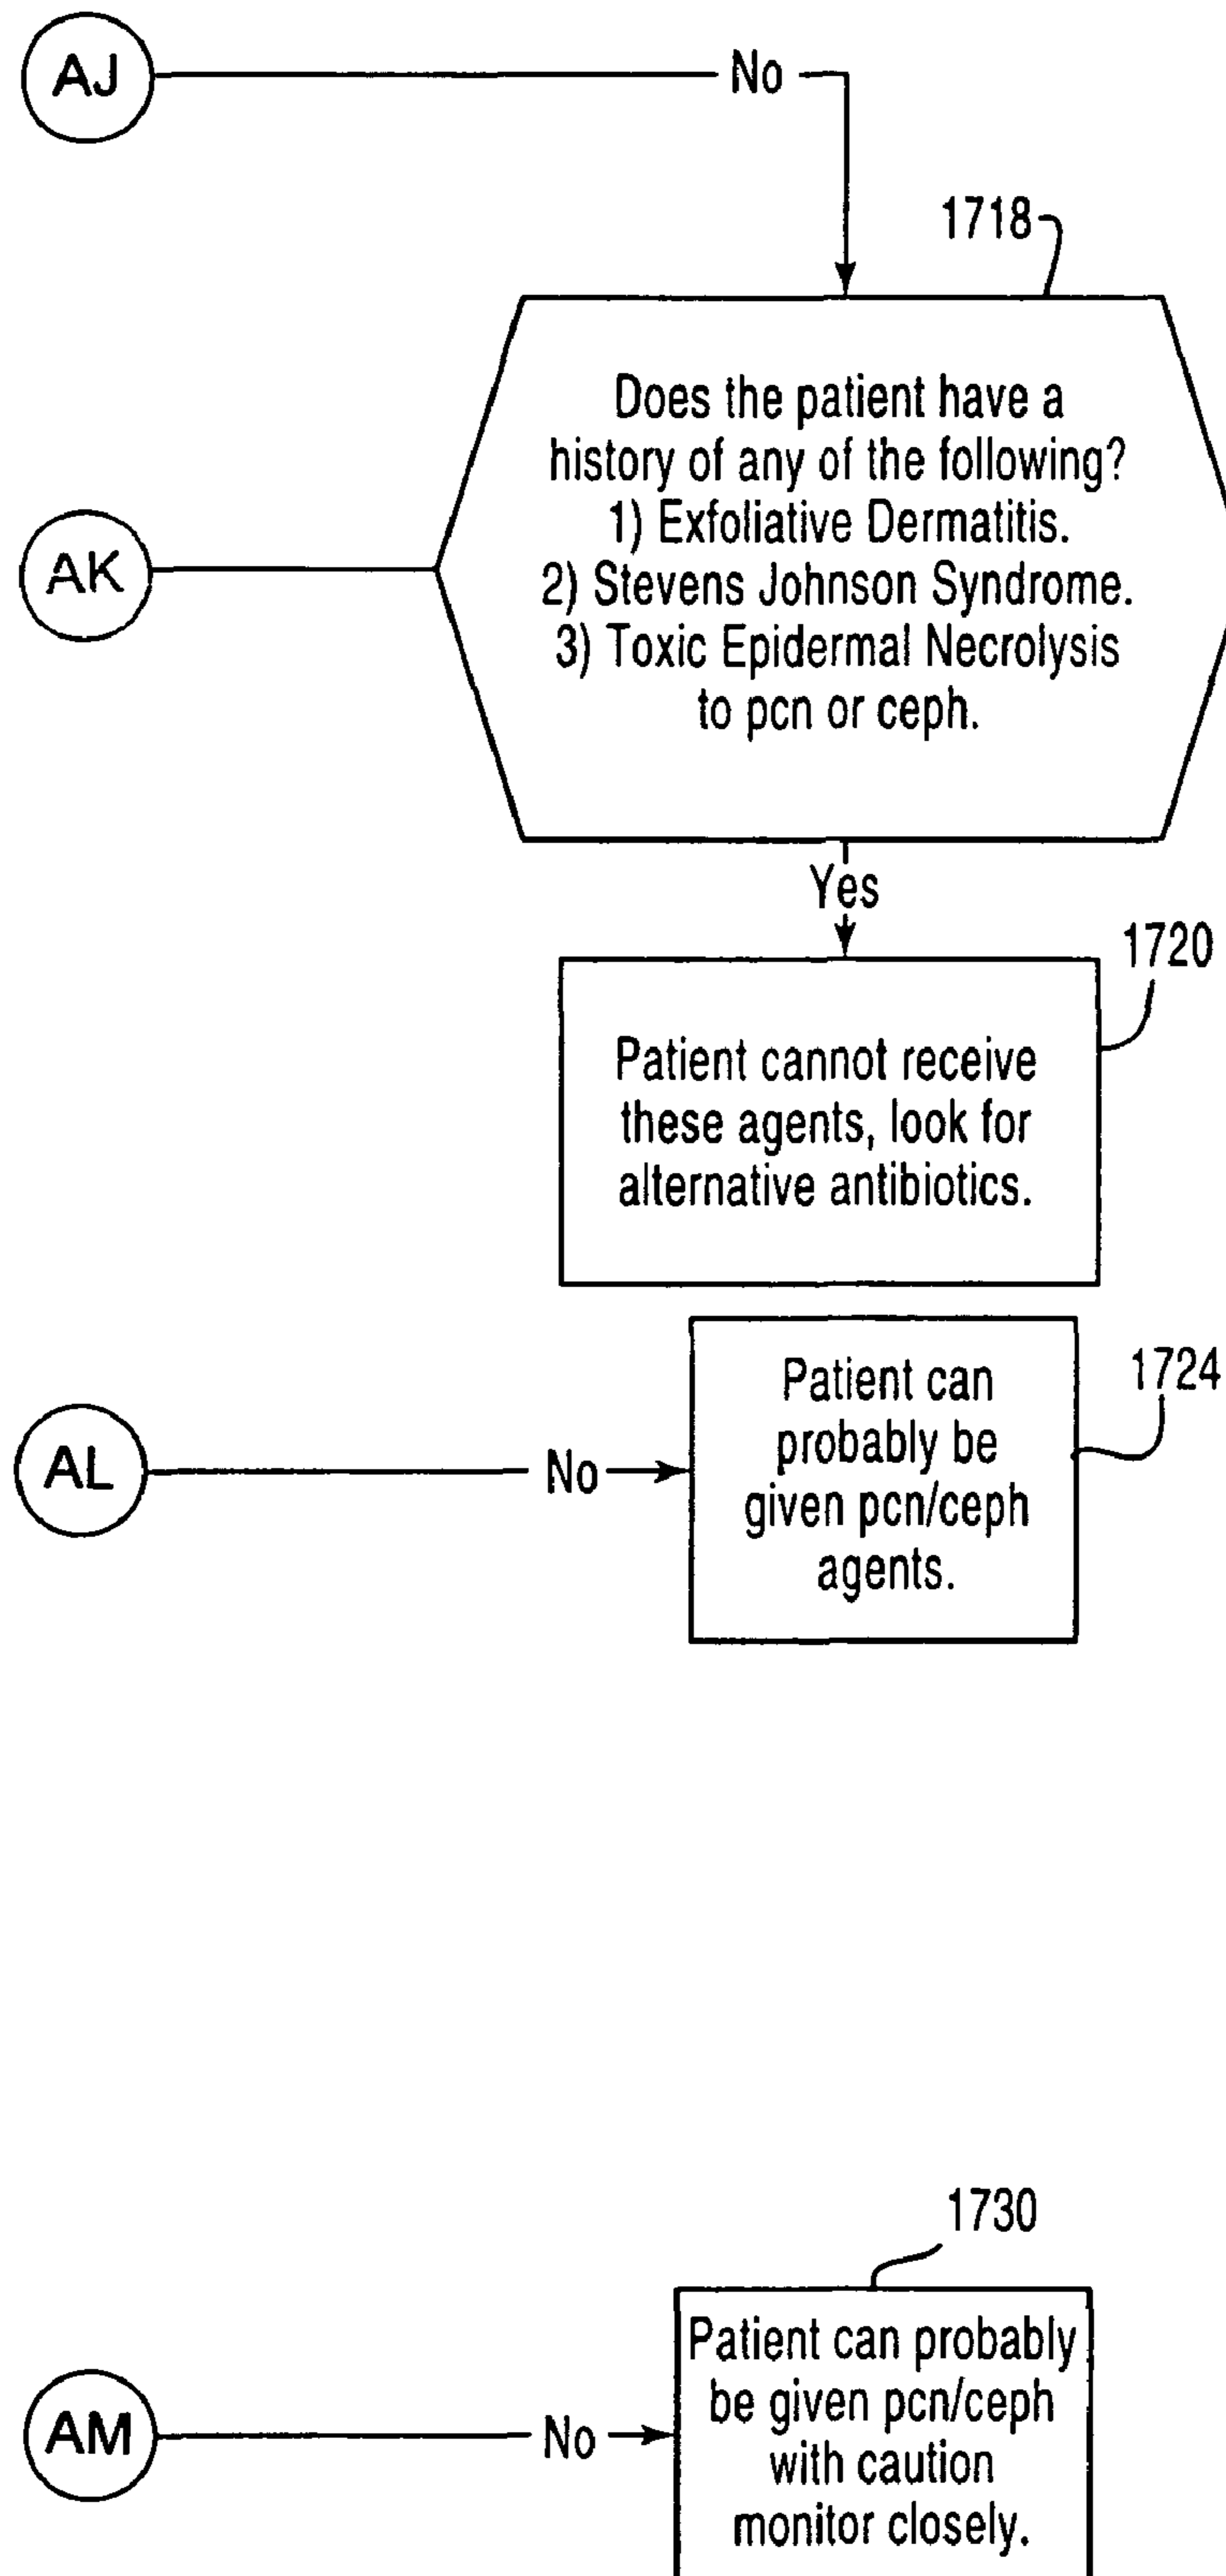 AJ
No
1718
Does the patient have a
history of any of the following?
1) Exfoliative Dermatitis.
2) Stevens Johnson Syndrome.
3) Toxic Epidermal Necrolysis
to pcn or ceph.
AK
Yes
1720
Patient cannot receive
these agents, look for
alternative antibiotics.
1724
Patient can
probably be
given pcn/ceph
agents.
AL
No
1730
Patient can probably
be given pcn/ceph
with caution
monitor closely.
AM
No